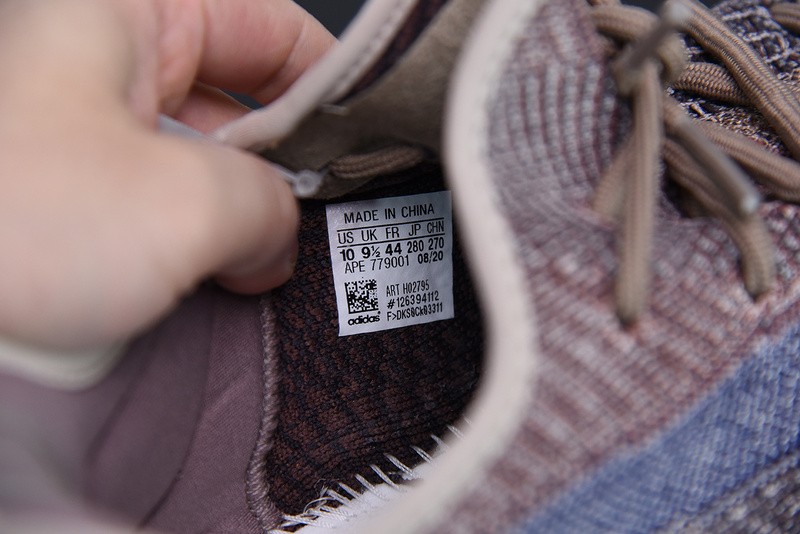 MADE IN CHINA
US UK FR JP CHN
10 9½ 44 280 270
APE 779001 08/20
ART H02795
#126394112
adidas F>DKS8Ck03311